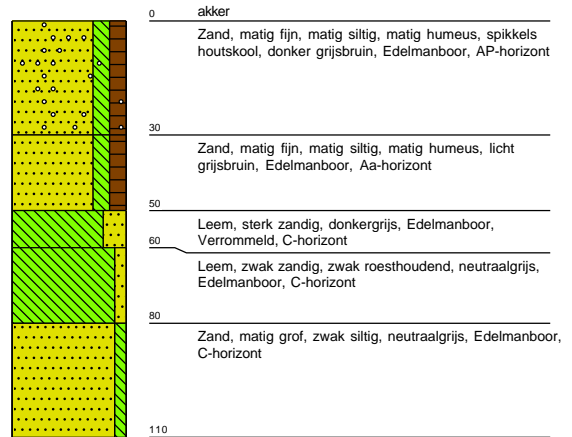 0 akker
Zand, matig fijn, matig siltig, matig humeus, spikkels
houtskool, donker grijsbruin, Edelmanboor, AP-horizont
30
Zand, matig fijn, matig siltig, matig humeus, licht
grijsbruin, Edelmanboor, Aa-horizont
50
Leem, sterk zandig, donkergrijs, Edelmanboor,
Verrommeld, C-horizont
60
Leem, zwak zandig, zwak roesthoudend, neutraalgrijs,
Edelmanboor, C-horizont
80
Zand, matig grof, zwak siltig, neutraalgrijs, Edelmanboor,
C-horizont
110